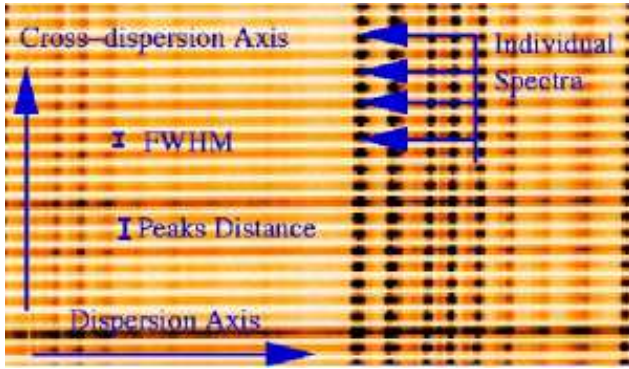 Cross-dispersion Axis
Individual
Spectra
FWHM
Peaks Distance
Dispersion Axis